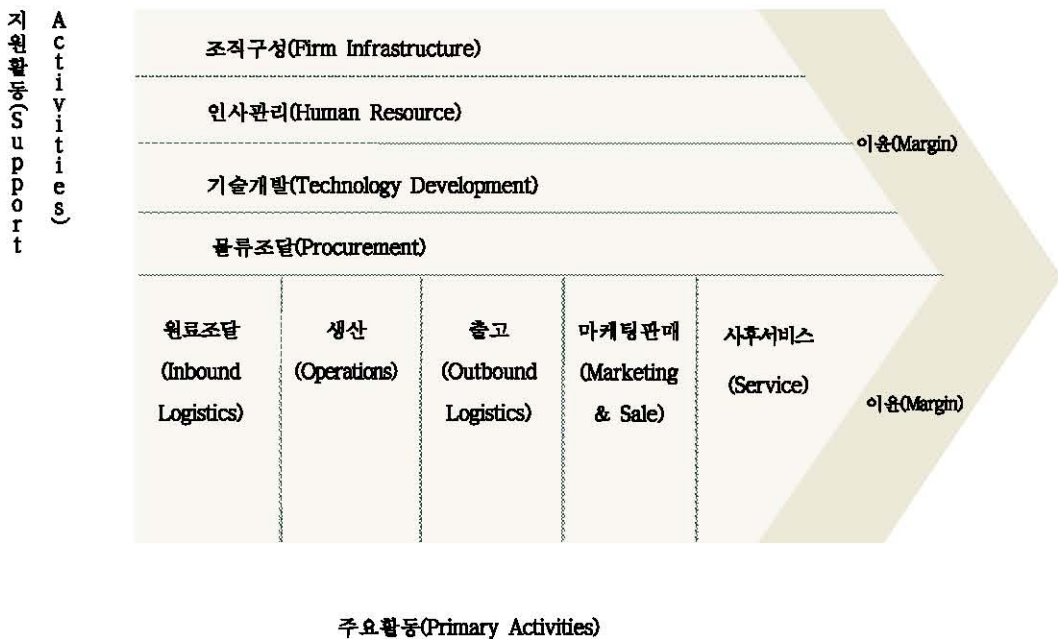 지원활동(Support
Activities)
조직구성(Firm Infrastructure)
인사관리(Human Resource)
이윤(Margin)
기술개발(Technology Development)
물류조달(Procurement)
원료조달
(Inbound
Logistics)
생산
(Operations)
출고
(Outbound
Logistics)
마케팅판매
(Marketing
& Sale)
사후서비스
(Service)
이윤(Margin)
주요활동(Primary Activities)